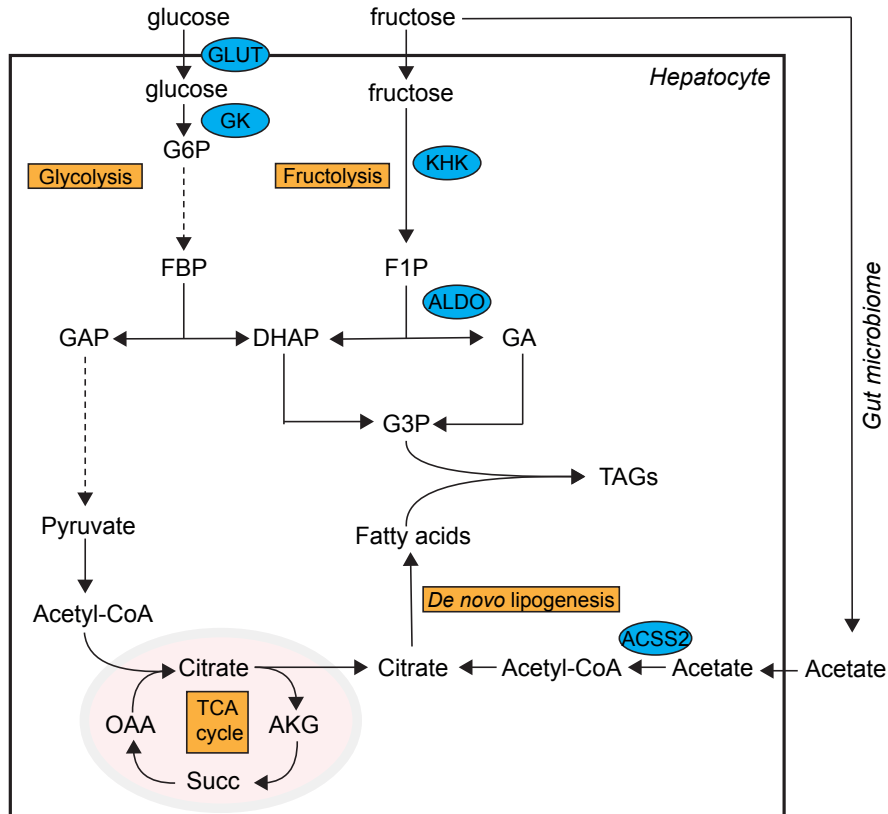 glucose
fructose
GLUT
Hepatocyte
glucose
fructose
GK
G6P
KHK
Glycolysis
Fructolysis
FBP
F1P
ALDO
GAP
DHAP
GA
Gut microbiome
G3P
TAGs
Pyruvate
Fatty acids
De novo lipogenesis
Acetyl-CoA
ACSS2
Citrate
Citrate
Acetyl-CoA
Acetate
Acetate
OAA
TCA
cycle
AKG
Succ